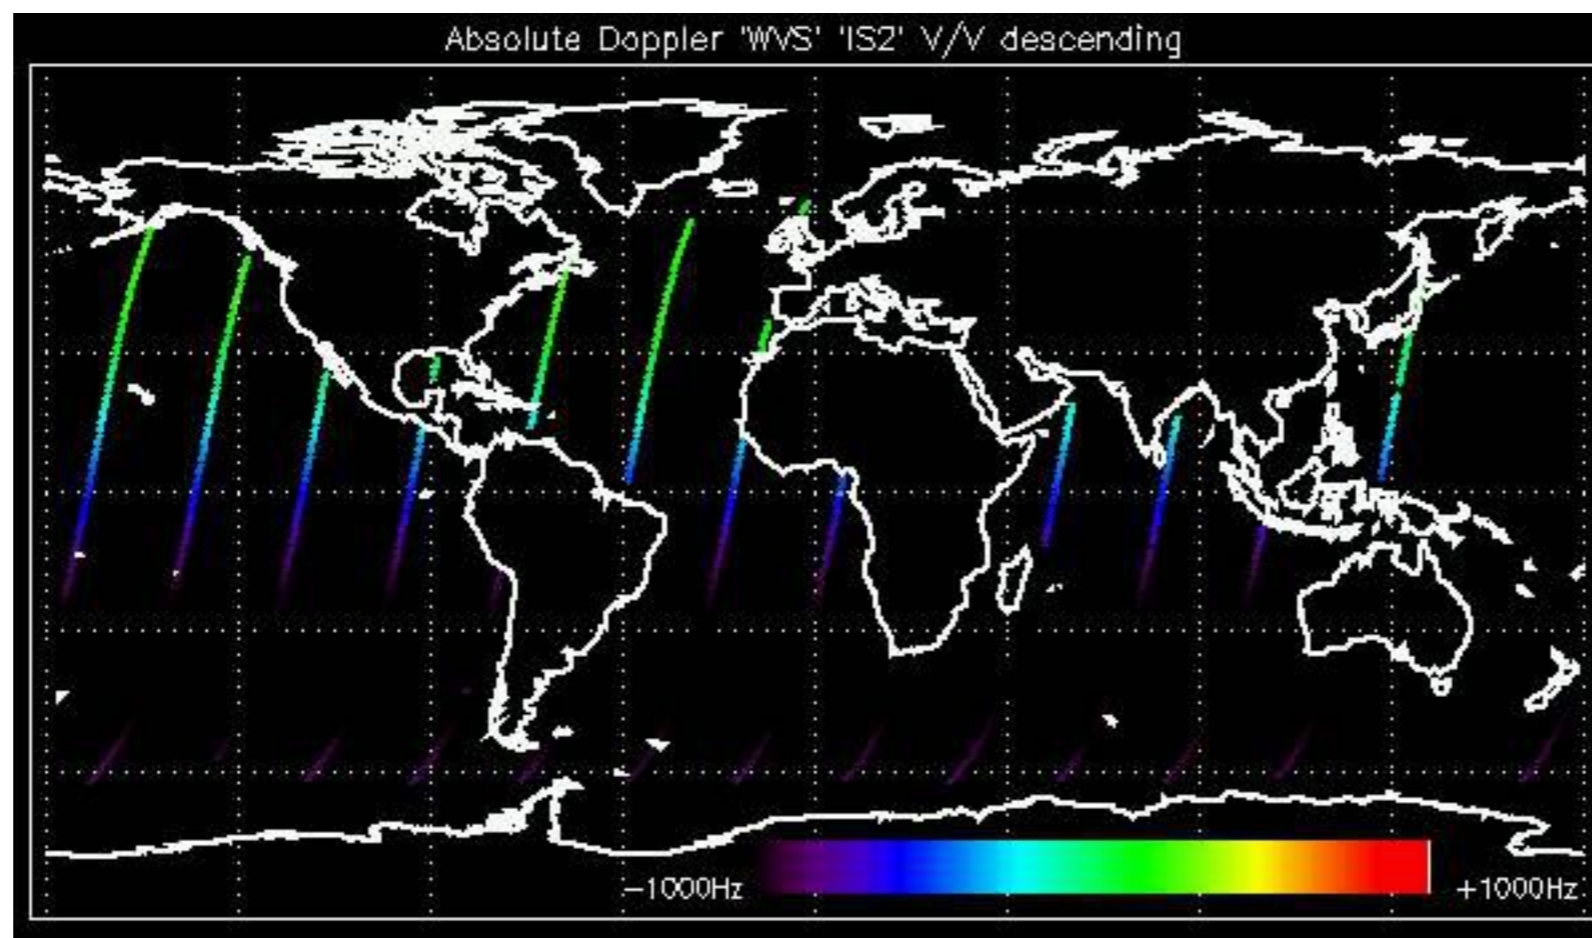 Absolute Doppler 'WVS' 'IS2' V/V descending
−1000Hz +1000Hz